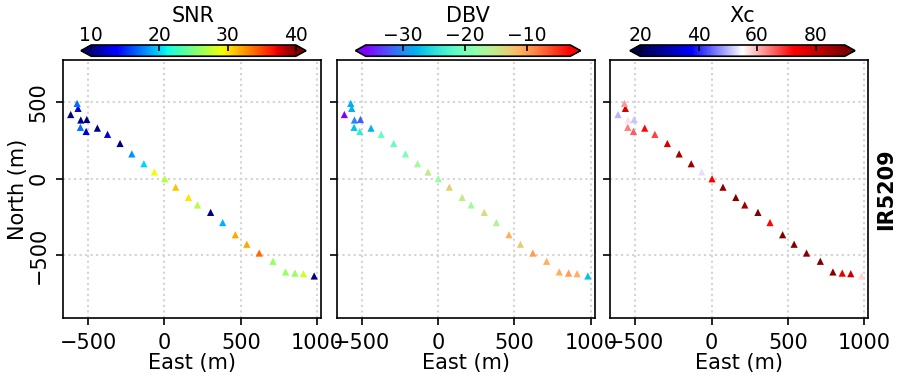 SNR DBV Xc
10 20 30 40 −30 −20 −10 20 40 60 80
500
0
−500
North (m)
IR5209
−500 0 500 1000 −500 0 500 1000 −500 0 500 1000
East (m) East (m) East (m)